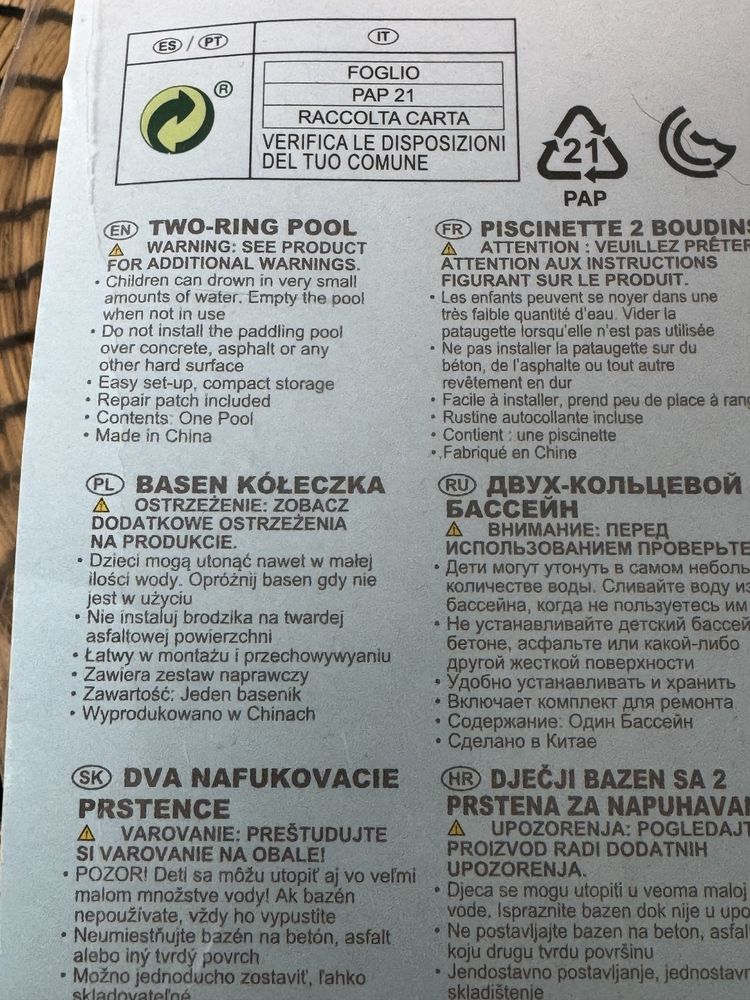 ES / PT
IT
FOGLIO
PAP 21
RACCOLTA CARTA
VERIFICA LE DISPOSIZIONI
DEL TUO COMUNE
®
21
PAP
EN TWO-RING POOL
WARNING: SEE PRODUCT
FOR ADDITIONAL WARNINGS.
• Children can drown in very small
amounts of water. Empty the pool
when not in use
• Do not install the paddling pool
over concrete, asphalt or any
other hard surface
• Easy set-up, compact storage
• Repair patch included
• Contents: One Pool
• Made in China
FR PISCINETTE 2 BOUDINS
ATTENTION : VEUILLEZ PRÊTER
ATTENTION AUX INSTRUCTIONS
FIGURANT SUR LE PRODUIT.
• Les enfants peuvent se noyer dans une
très faible quantité d'eau. Vider la
pataugette lorsqu'elle n'est pas utilisée
• Ne pas installer la pataugette sur du
béton, de l'asphalte ou tout autre
revêtement en dur
• Facile à installer, prend peu de place à
• Rustine autocollante incluse
• Contient : une piscinette
• Fabriqué en Chine
PL BASEN KÓŁECZKA
OSTRZEŻENIE: ZOBACZ
DODATKOWE OSTRZEŻENIA
NA PRODUKCIE.
• Dzieci mogą utonąć nawet w małej
ilości wody. Opróżnij basen gdy nie
jest w użyciu
• Nie instaluj brodzika na twardej
asfaltowej powierzchni
• Łatwy w montażu i przechowywyaniu
• Zawiera zestaw naprawczy
• Zawartość: Jeden basenik
• Wyprodukowano w Chinach
RU ДВУХ-КОЛЬЦЕВОЙ
БАССЕЙН
ВНИМАНИЕ: ПЕРЕД
ИСПОЛЬЗОВАНИЕМ ПРОВЕРЬТЕ
• Дети могут утонуть в самом
количестве воды. Сливайте воду из
бассейна, когда не пользуетесь им
• Не устанавливайте детский
бетоне, асфальте или какой-либо
другой жесткой поверхности
• Удобно устанавливать и хранить
• Включает комплект для ремонта
• Содержание: Один Бассейн
• Сделано в Китае
SK DVA NAFUKOVACIE
PRSTENCE
VAROVANIE: PREŠTUDUJTE
SI VAROVANIE NA OBALE!
• POZOR! Deti sa môžu utopiť aj vo veľmi
malom množstve vody! Ak bazén
nepoužívate, vždy ho vypustite
• Neumiestňujte bazén na betón, asfalt
alebo iný tvrdý povrch
• Možno jednoducho zostaviť, ľahko
skladovateľné
HR DJEČJI BAZEN SA 2
PRSTENA ZA
UPOZORENJA:
PROIZVOD RADI DODATNIH
UPOZORENJA.
• Djeca se mogu utopiti u veoma maloj
vode. Ispraznite bazen dok nije u
• Ne postavljajte bazen na beton,
koju drugu tvrdu površinu
• Jendostavno postavljanje,
skladištenje